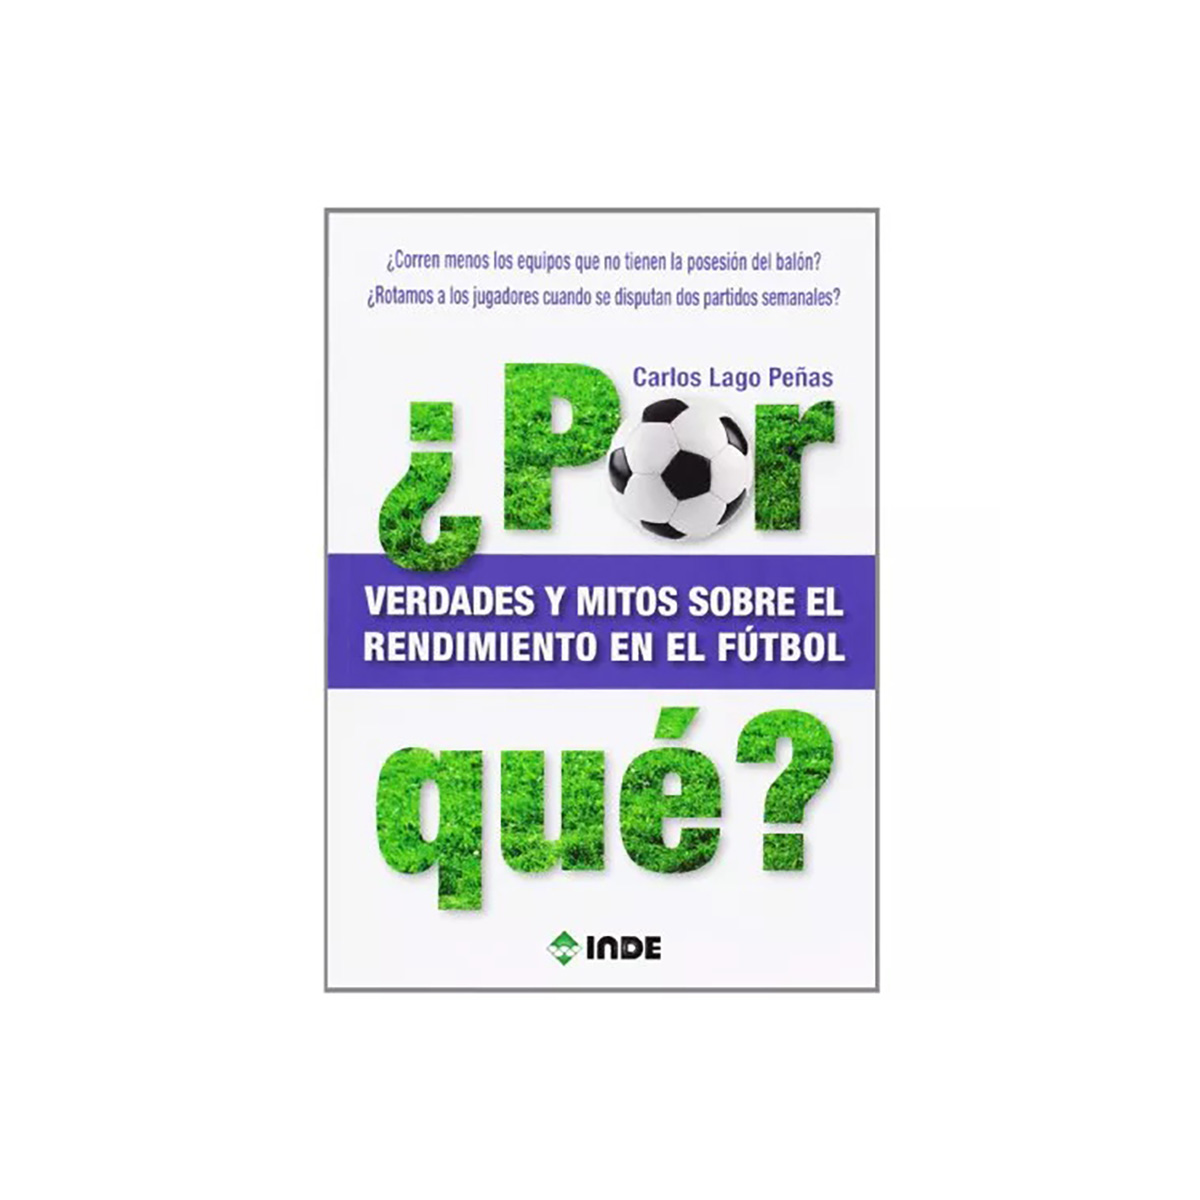 ¿Corren menos los equipos que no tienen la posesión del balón?
¿Rotamos a los jugadores cuando se disputan dos partidos semanales?
Carlos Lago Peñas
¿Por
VERDADES Y MITOS SOBRE EL
RENDIMIENTO EN EL FÚTBOL
qué?
INDE